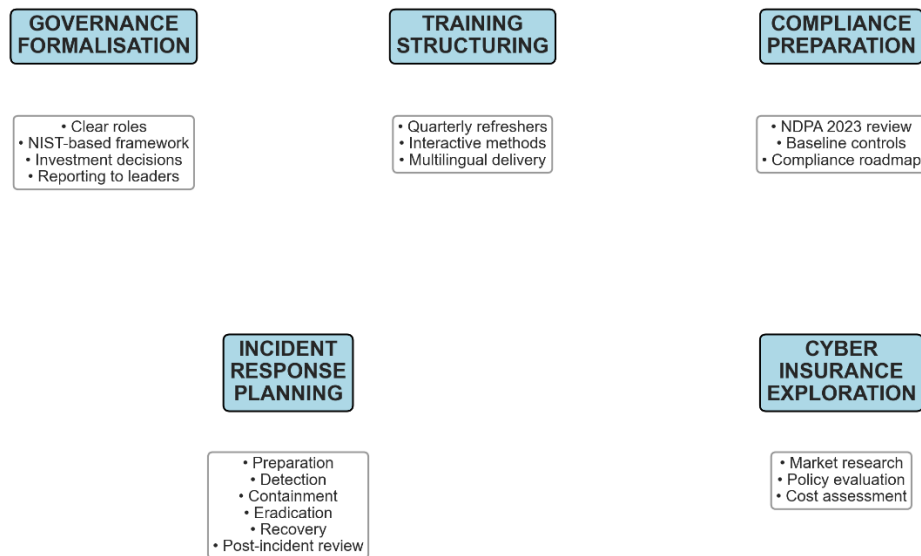 GOVERNANCE
FORMALISATION
• Clear roles
• NIST-based framework
• Investment decisions
• Reporting to leaders
TRAINING
STRUCTURING
• Quarterly refreshers
• Interactive methods
• Multilingual delivery
COMPLIANCE
PREPARATION
• NDPA 2023 review
• Baseline controls
• Compliance roadmap
INCIDENT
RESPONSE
PLANNING
• Preparation
• Detection
• Containment
• Eradication
• Recovery
• Post-incident review
CYBER
INSURANCE
EXPLORATION
• Market research
• Policy evaluation
• Cost assessment